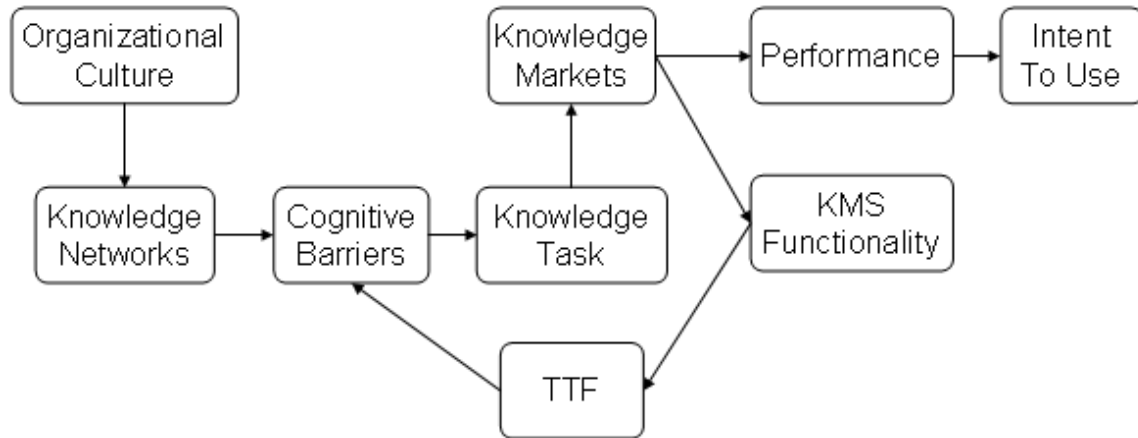 Organizational
Culture
Knowledge
Markets
Performance
Intent
To Use
Knowledge
Networks
Cognitive
Barriers
Knowledge
Task
KMS
Functionality
TTF